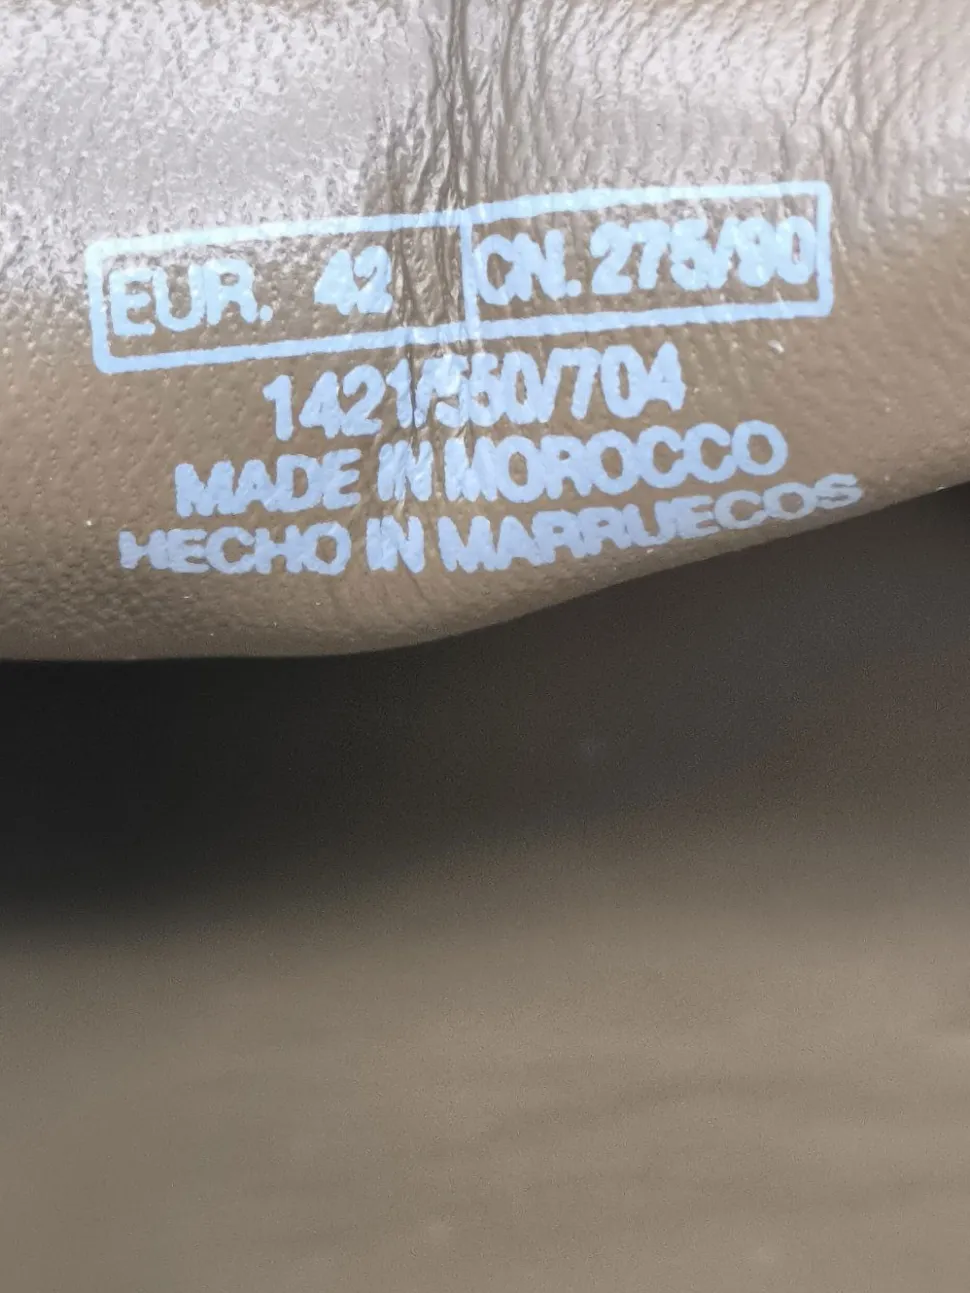 EUR. 42 CN. 275/90
1421/550/704
MADE IN MOROCCO
HECHO IN MARRUECOS